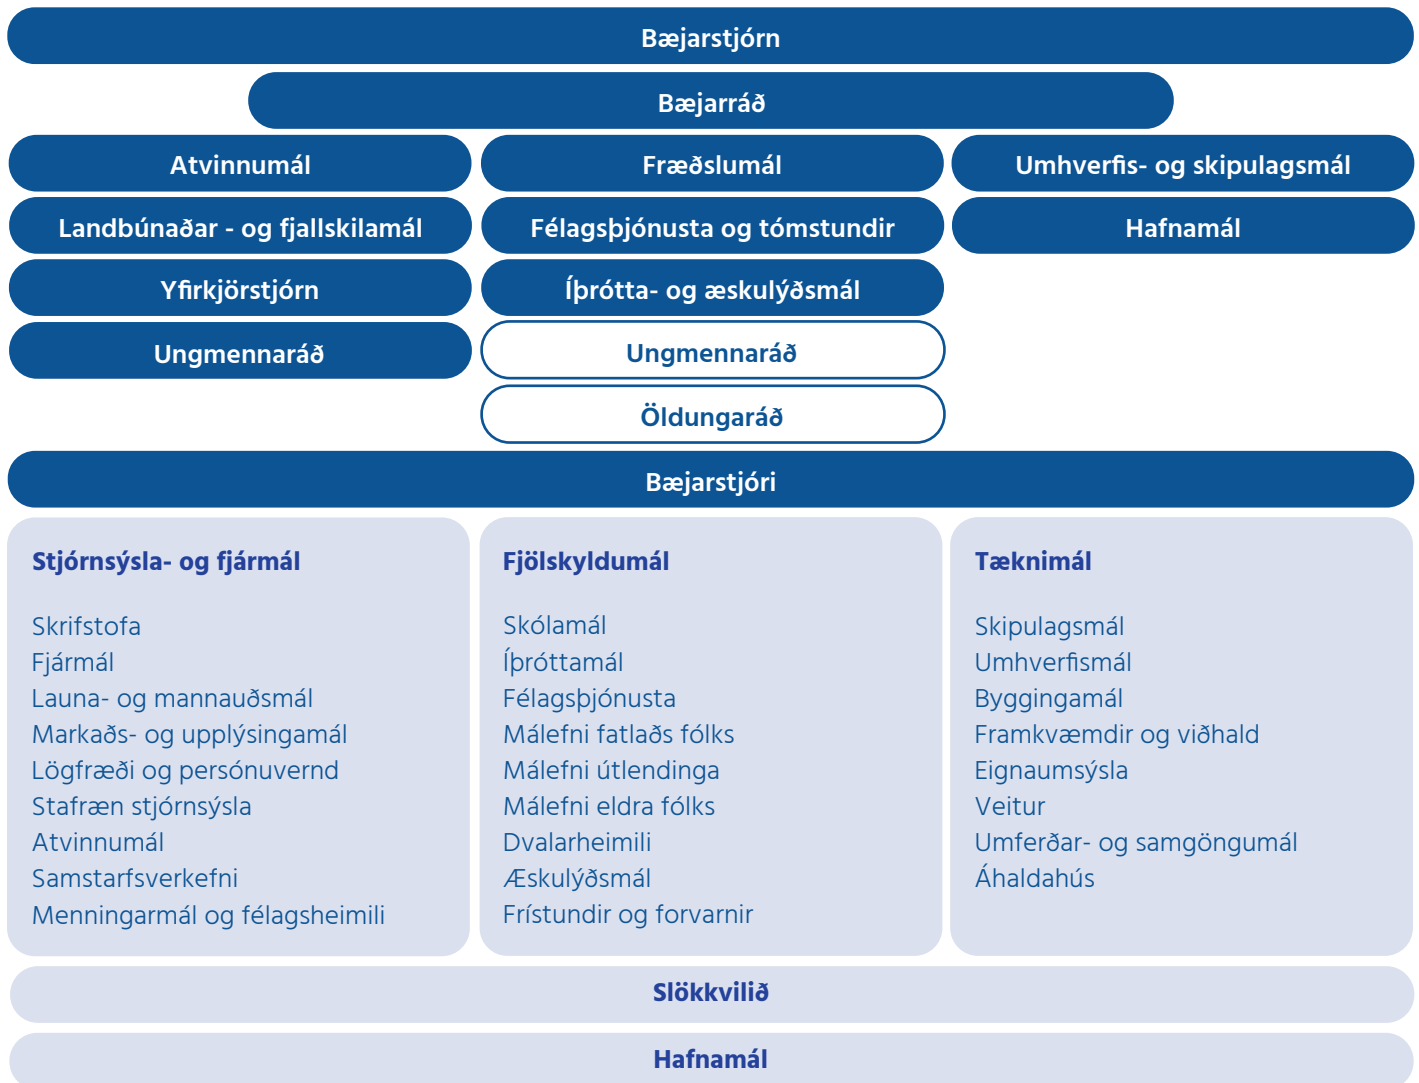 Bæjarstjórn
Bæjarráð
Atvinnumál
Fræðslumál
Umhverfis- og skipulagsmál
Landbúnaðar - og fjallskilamál
Félagsþjónusta og tómstundir
Hafnamál
Yfirkjörstjórn
Íþrótta- og æskulýðsmál
Ungmennaráð
Ungmennaráð
Öldungaráð
Bæjarstjóri
Stjórnsýsla- og fjármál
Skrifstofa
Fjármál
Launa- og mannauðsmál
Markaðs- og upplýsingamál
Lögfræði og persónuvernd
Stafræn stjórnsýsla
Atvinnumál
Samstarfsverkefni
Menningarmál og félagsheimili
Fjölskyldumál
Skólamál
Íþróttamál
Félagsþjónusta
Málefni fatlaðs fólks
Málefni útlendinga
Málefni eldra fólks
Dvalarheimili
Æskulýðsmál
Frístundir og forvarnir
Tæknimál
Skipulagsmál
Umhverfismál
Byggingamál
Framkvæmdir og viðhald
Eignaumsýsla
Veitur
Umferðar- og samgöngumál
Áhaldahús
Slökkvilið
Hafnamál